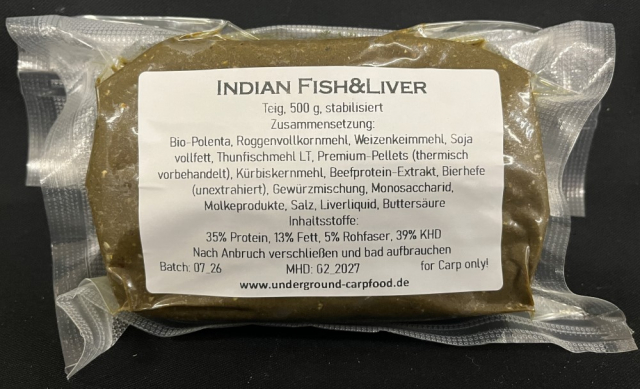 INDIAN FISH&LIVER
Teig, 500 g, stabilisiert
Zusammensetzung:
Bio-Polenta, Roggenvollkornmehl, Weizenkeimmehl, Soja
vollfett, Thunfischmehl LT, Premium-Pellets (thermisch
vorbehandelt), Kürbiskernmehl, Beefprotein-Extrakt, Bierhefe
(unextrahiert), Gewürzmischung, Monosaccharid,
Molkeprodukte, Salz, Liverliquid, Buttersäure
Inhaltsstoffe:
35% Protein, 13% Fett, 5% Rohfaser, 39% KHD
Nach Anbruch verschließen und bad aufbrauchen
Batch: 07_26 MHD: 02_2027 for Carp only!
www.underground-carpfood.de